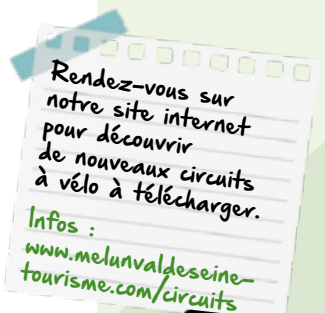 Rendez-vous sur
notre site internet
pour découvrir
de nouveaux circuits
à vélo à télécharger.
Infos :
www.melunvaldeseine-
tourisme.com/circuits